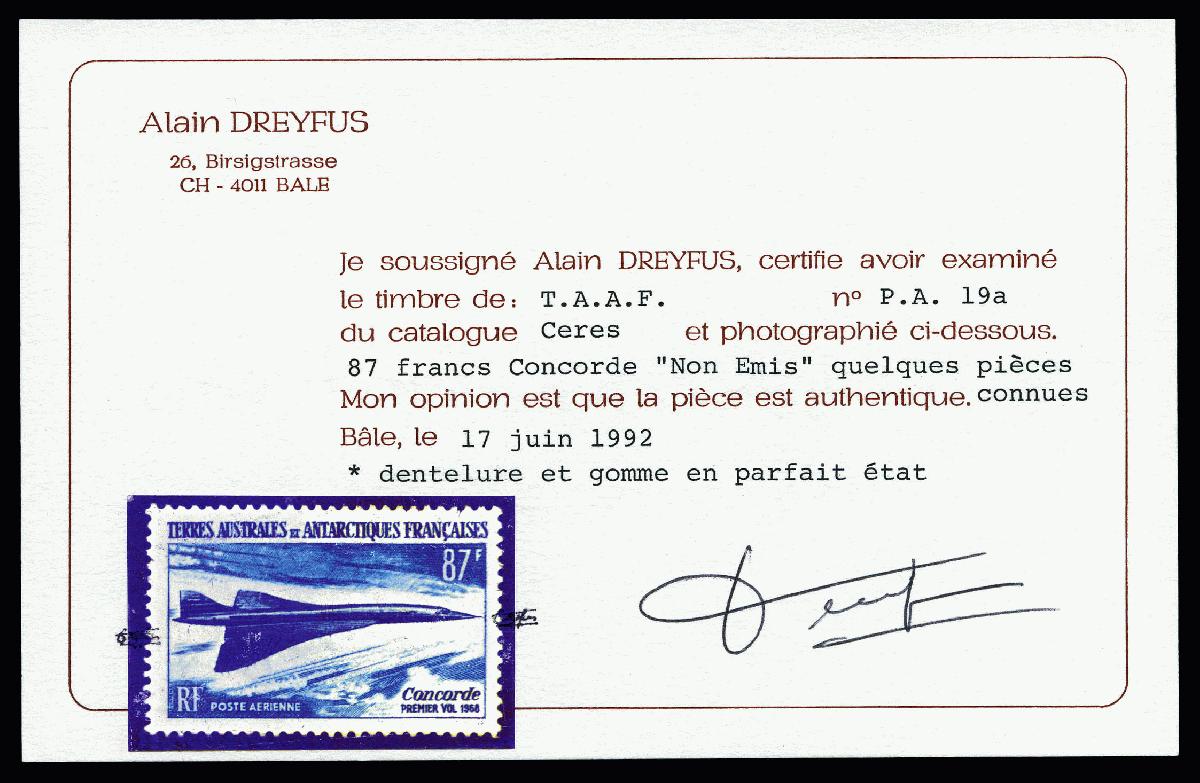 Alain DREYFUS
26, Birsigstrasse
CH - 4011 BALE
Je soussigné Alain DREYFUS, certifie avoir examiné
le timbre de: T.A.A.F. nº P.A. 19a
du catalogue Ceres et photographié ci-dessous.
87 francs Concorde "Non Emis" quelques pièces
Mon opinion est que la pièce est authentique. connues
Bâle, le 17 juin 1992
* dentelure et gomme en parfait état
TERRES AUSTRALES ET ANTARCTIQUES FRANÇAISES
87F
Concorde
PREMIER VOL 1968
RF POSTE AERIENNE